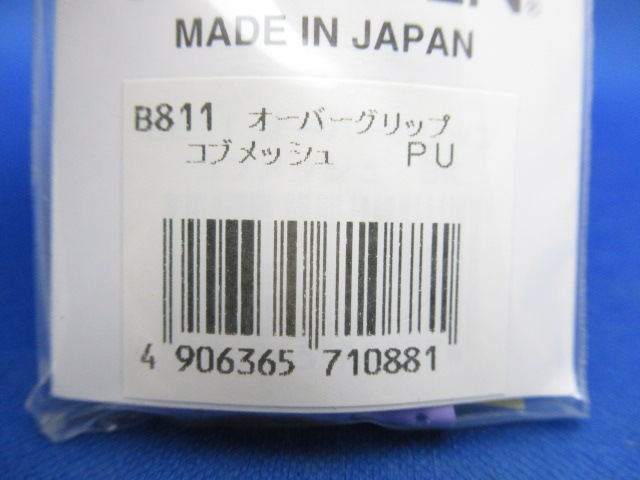 MADE IN JAPAN
B811 オーバーグリップ
コブメッシュ PU
4 906365 710881